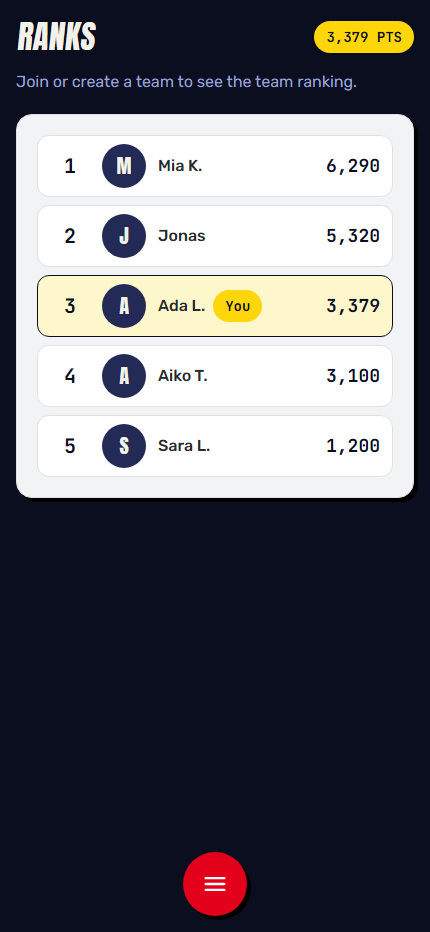 RANKS
3,379 PTS
Join or create a team to see the team ranking.
1 M Mia K. 6,290
2 J Jonas 5,320
3 A Ada L. You 3,379
4 A Aiko T. 3,100
5 S Sara L. 1,200